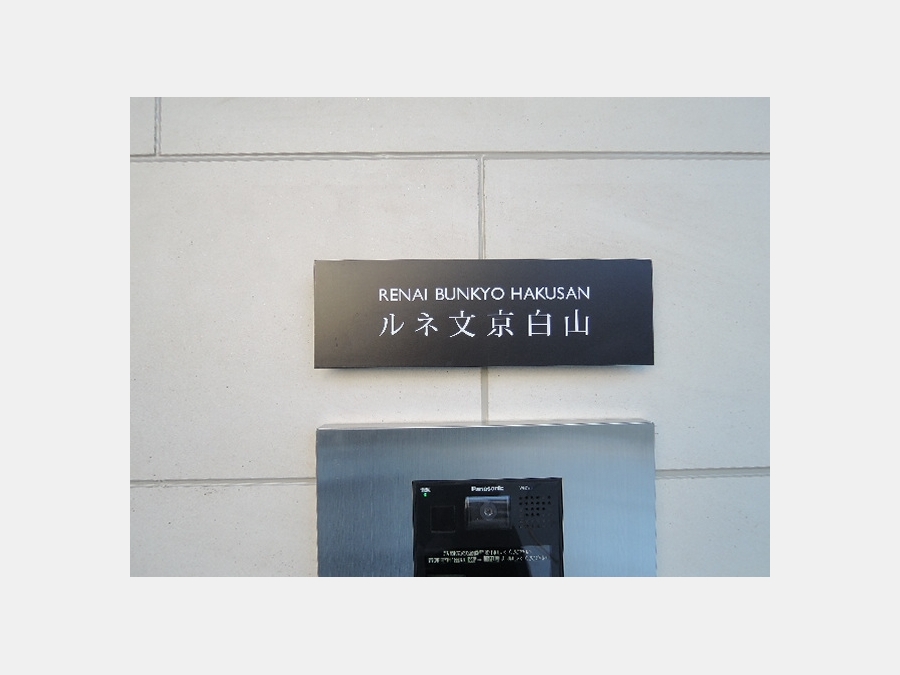 RENAI BUNKYO HAKUSAN
ルネ文京白山
Panasonic